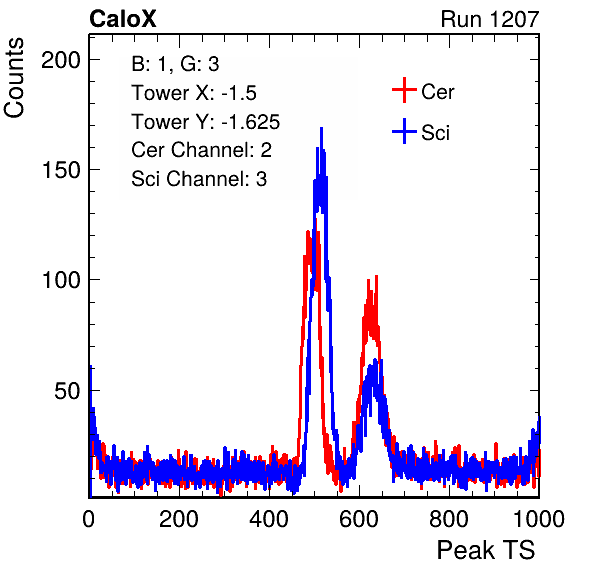 CaloX Run 1207
Counts
B: 1, G: 3
Tower X: -1.5
Tower Y: -1.625
Cer Channel: 2
Sci Channel: 3
Cer
Sci
200
150
100
50
0 200 400 600 800 1000
Peak TS